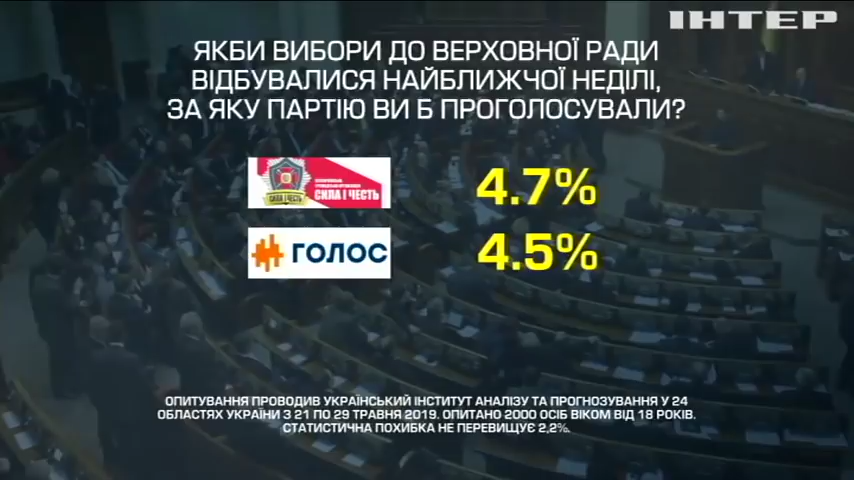 ІНТЕР
ЯКБИ ВИБОРИ ДО ВЕРХОВНОЇ РАДИ
ВІДБУВАЛИСЯ НАЙБЛИЖЧОЇ НЕДІЛІ,
ЗА ЯКУ ПАРТІЮ ВИ Б ПРОГОЛОСУВАЛИ?
СИЛА І ЧЕСТЬ
СИЛА І ЧЕСТЬ
4.7%
ГОЛОС
4.5%
ОПИТУВАННЯ ПРОВОДИВ УКРАЇНСЬКИЙ ІНСТИТУТ АНАЛІЗУ ТА ПРОГНОЗУВАННЯ У 24
ОБЛАСТЯХ УКРАЇНИ З 21 ПО 29 ТРАВНЯ 2019. ОПИТАНО 2000 ОСІБ ВІКОМ ВІД 18 РОКІВ.
СТАТИСТИЧНА ПОХИБКА НЕ ПЕРЕВИЩУЄ 2,2%.